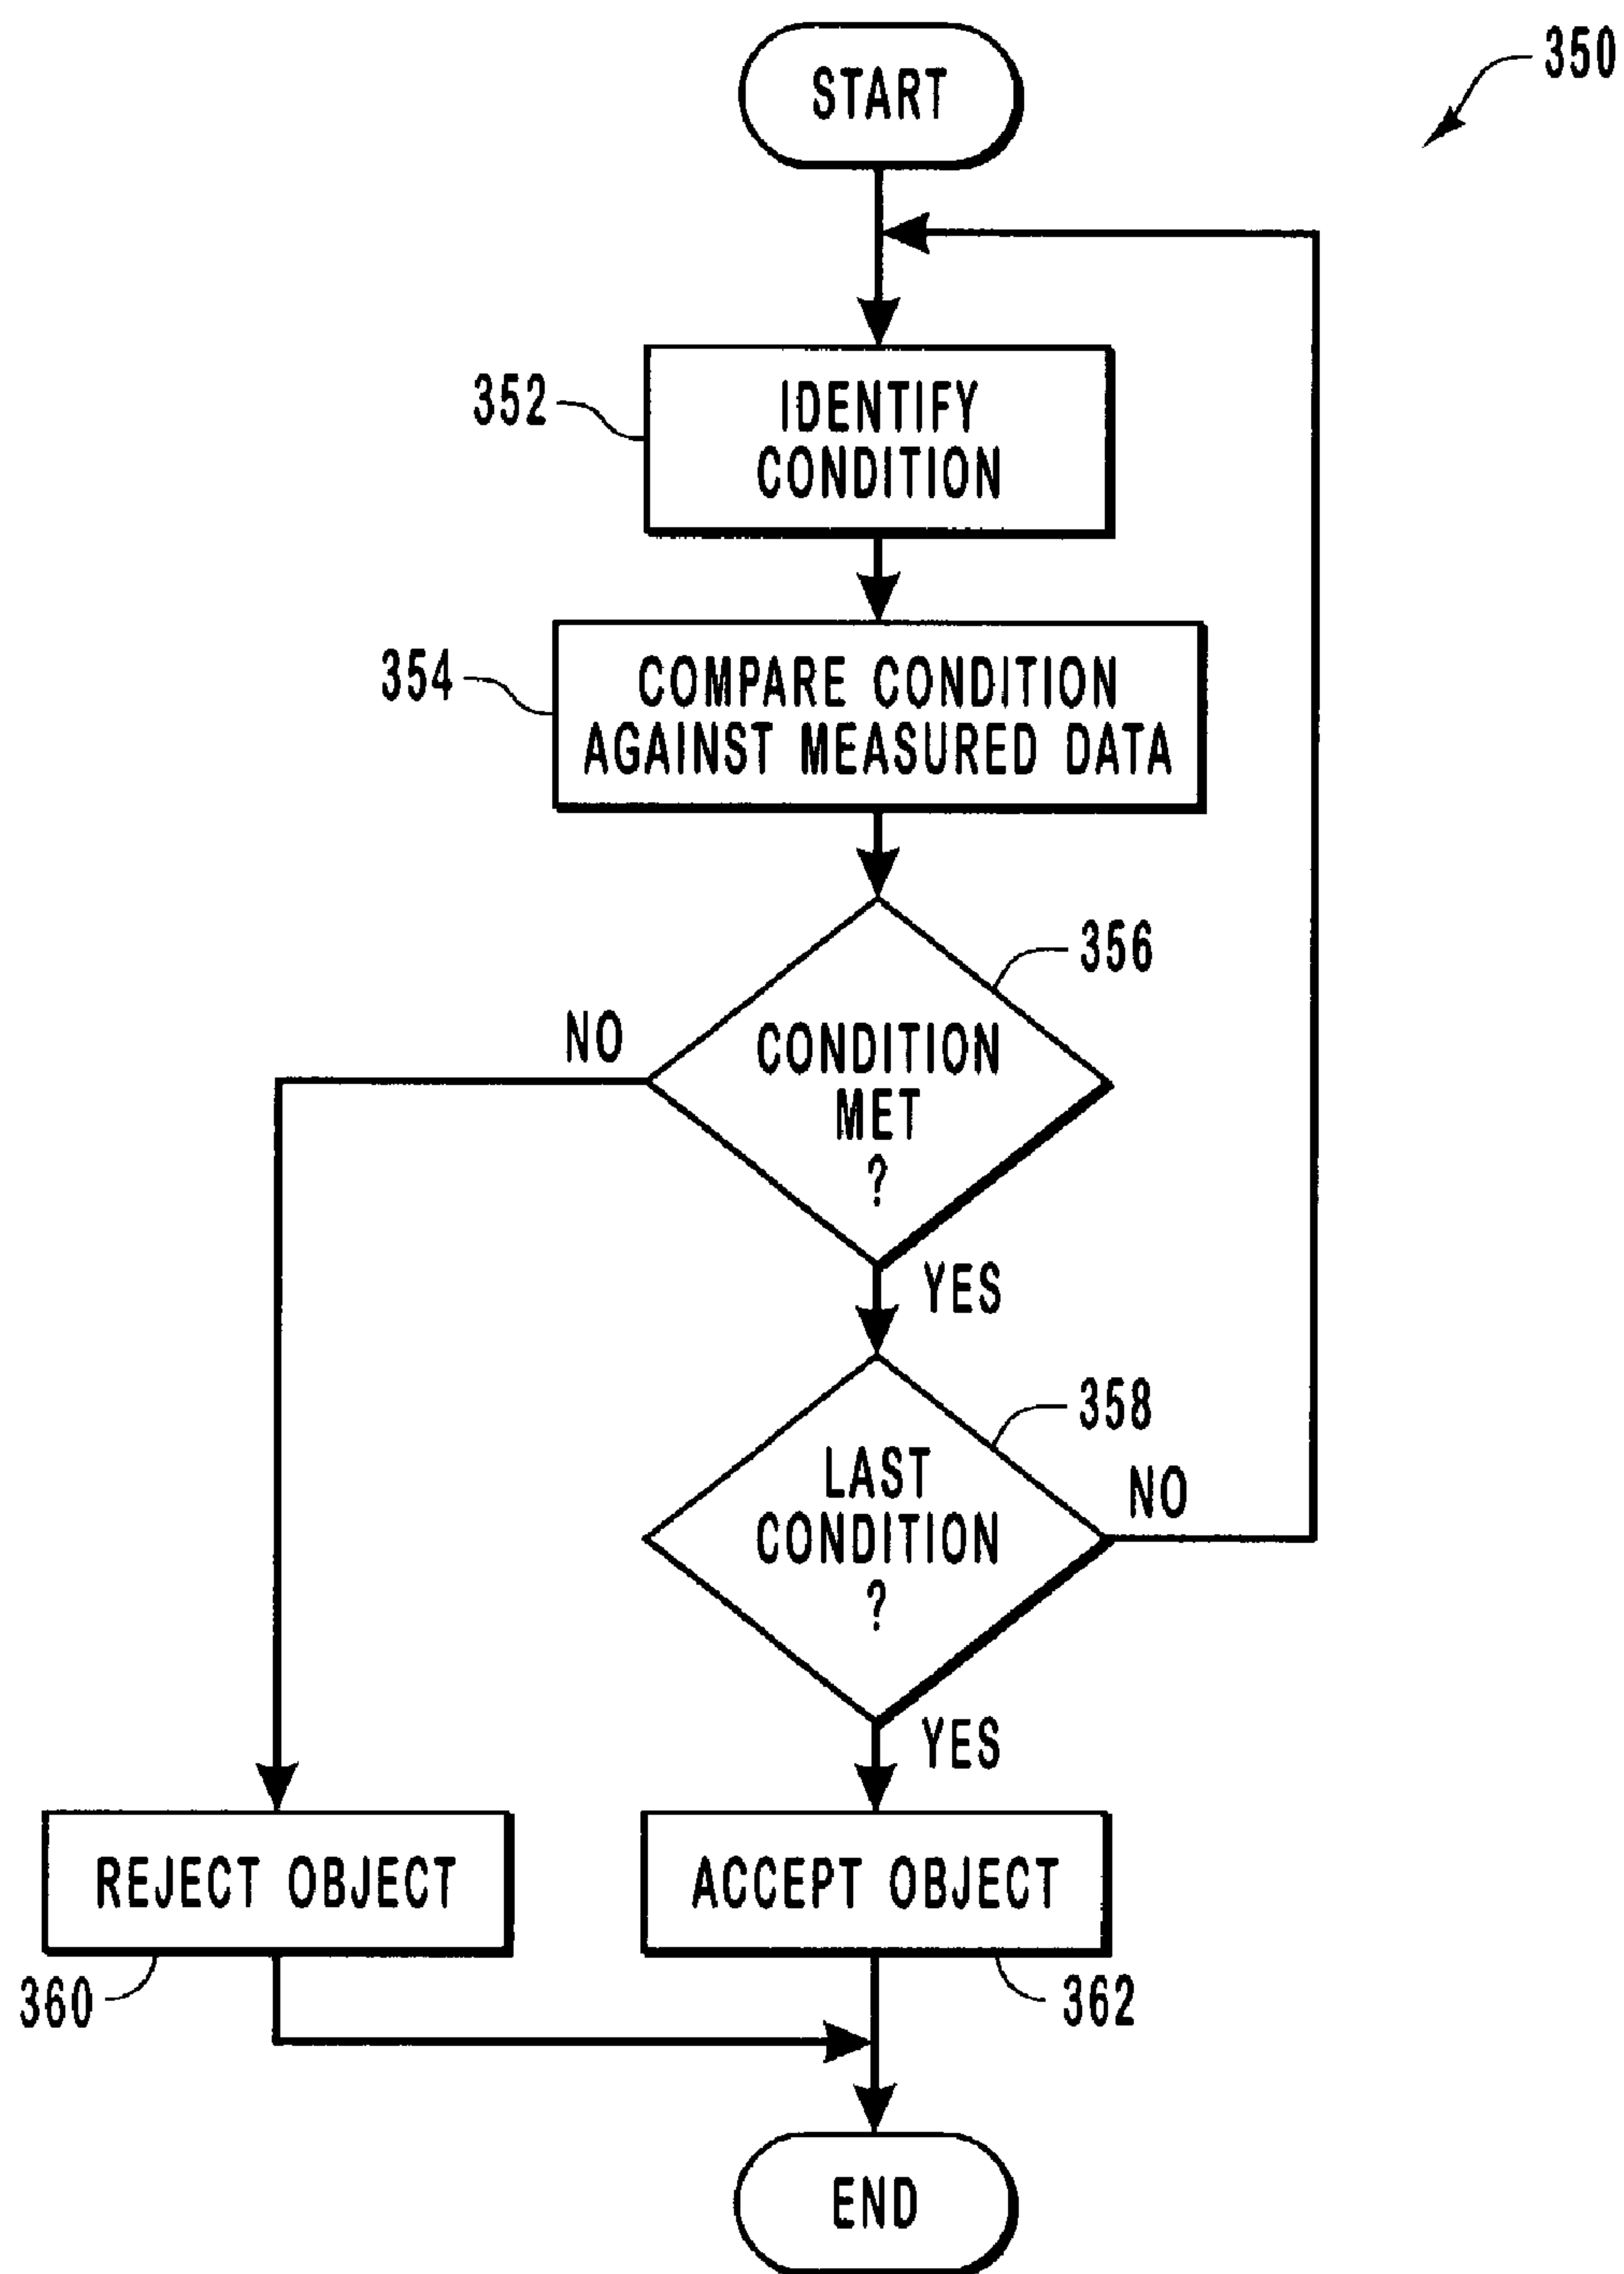 START
350
352
IDENTIFY
CONDITION
354
COMPARE CONDITION
AGAINST MEASURED DATA
356
NO
CONDITION
MET
?
YES
358
LAST
CONDITION
?
NO
YES
REJECT OBJECT
ACCEPT OBJECT
360
362
END